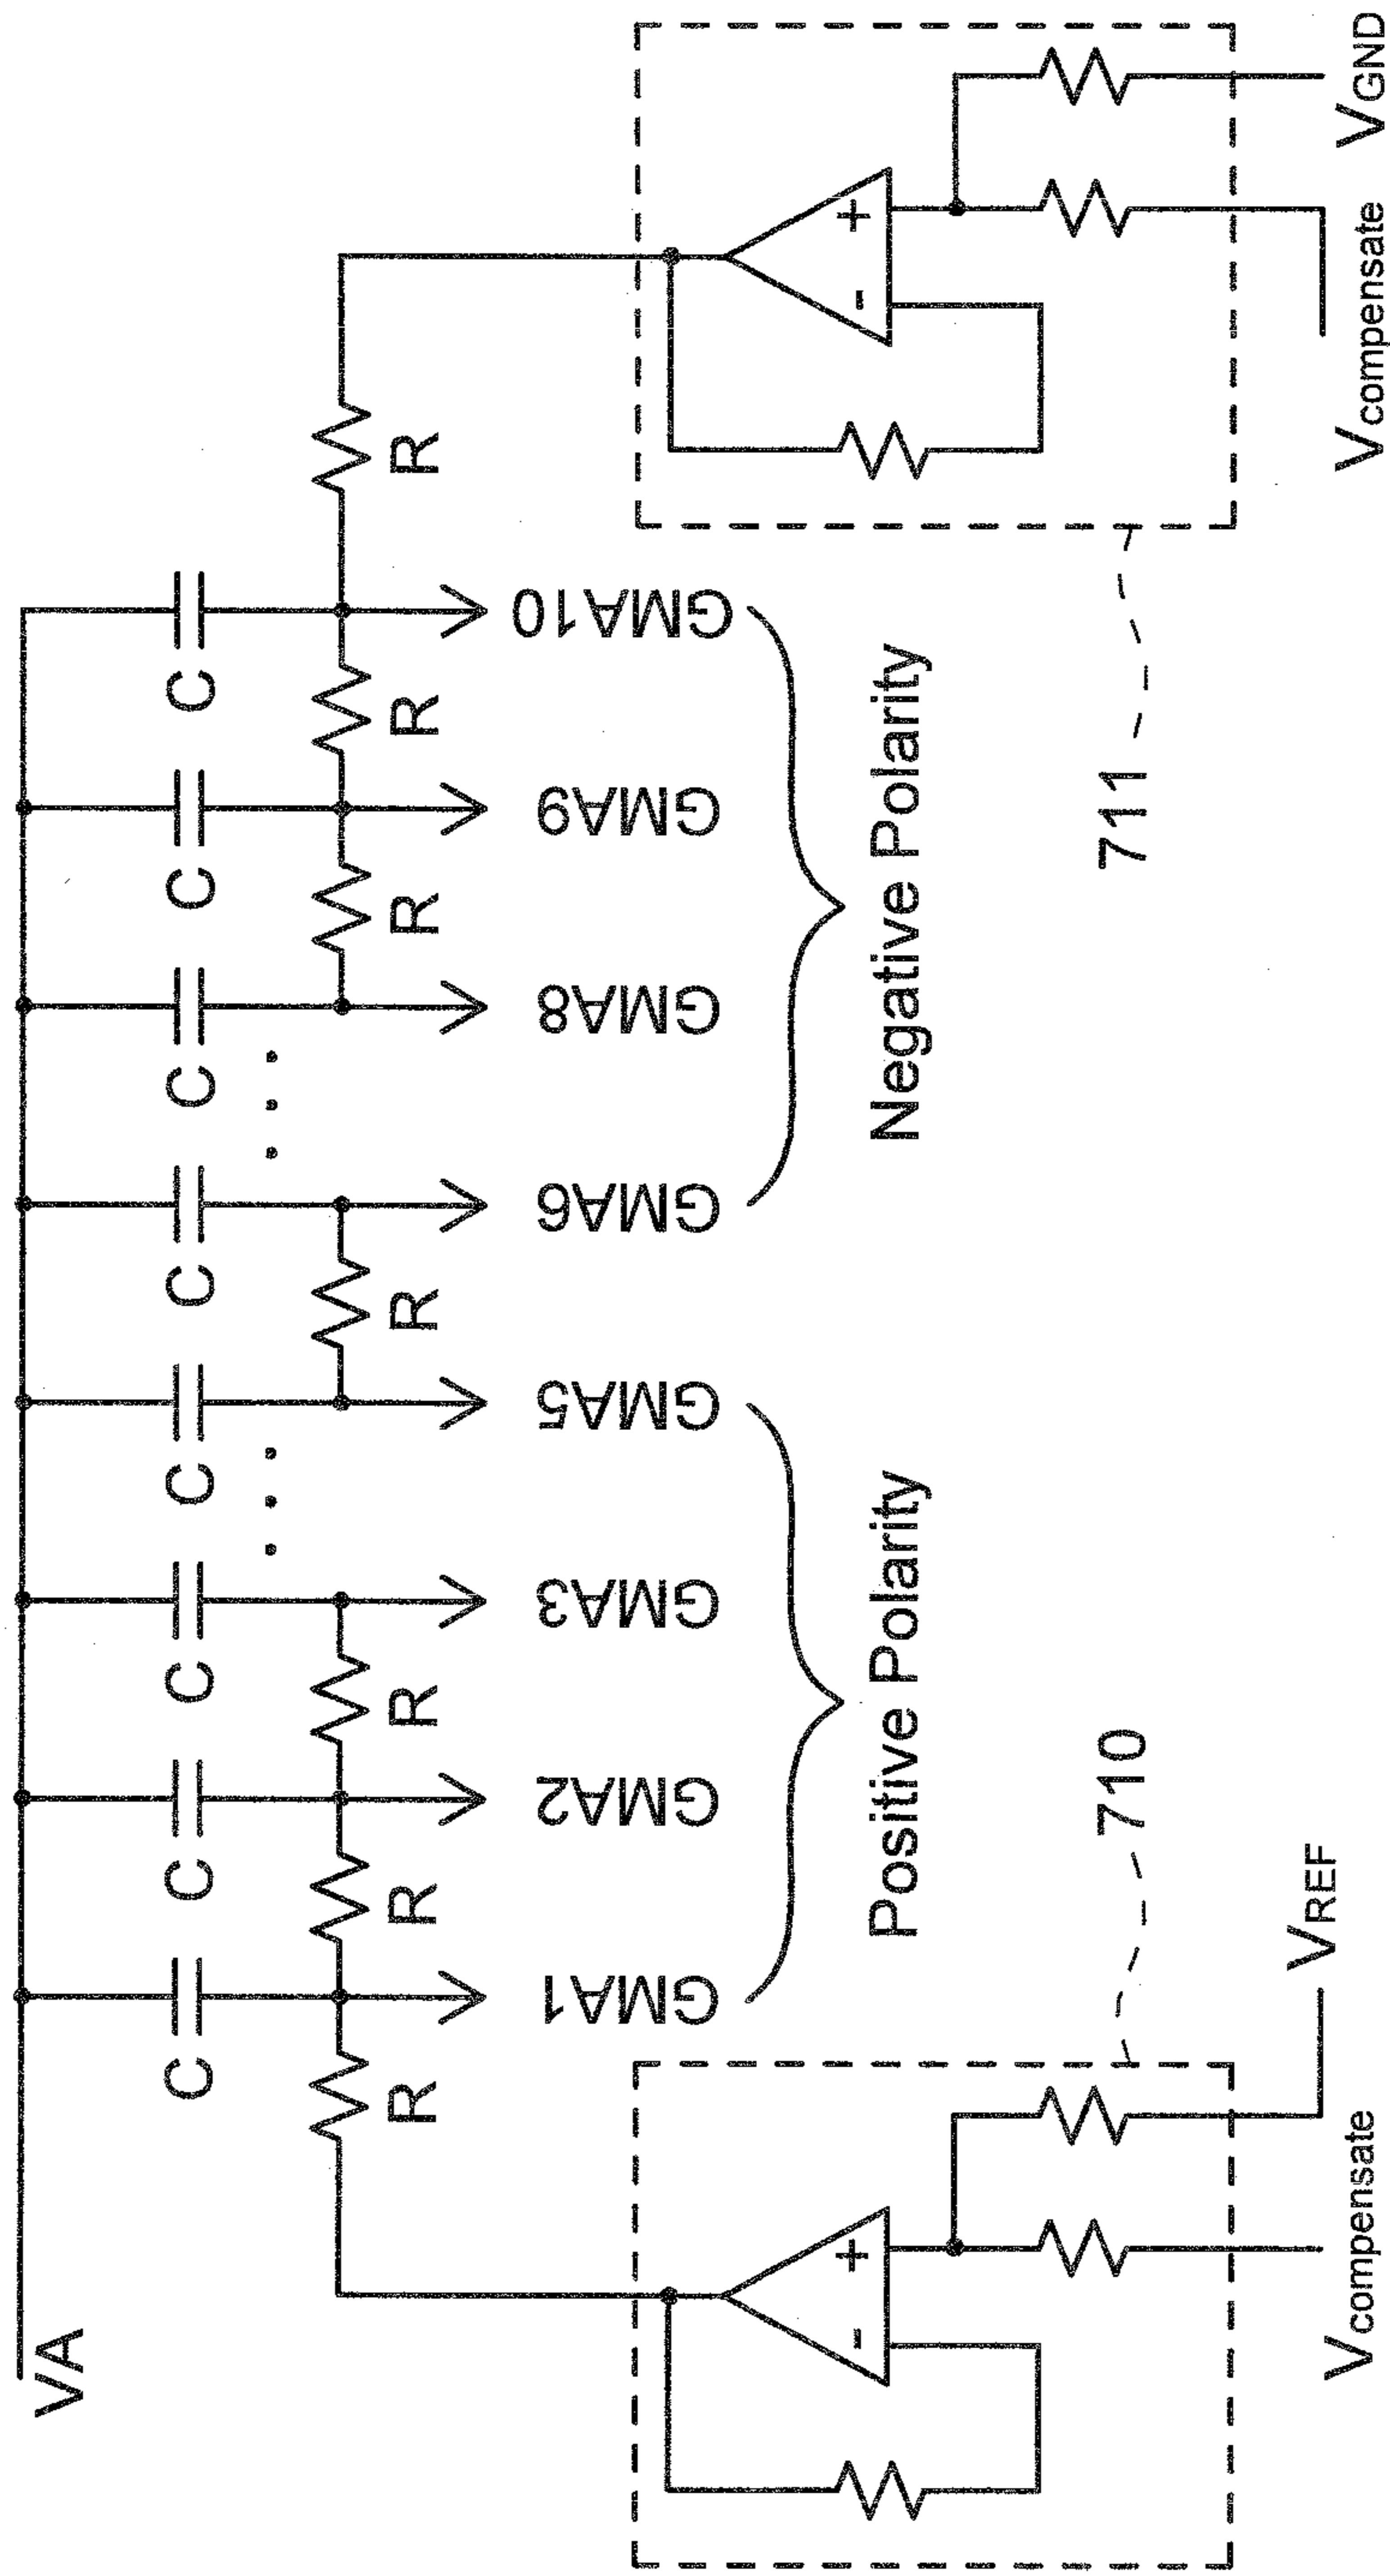 VA
C C C C C C C C
R R R R R R R
GMA1 GMA2 GMA3 GMA5 GMA6 GMA8 GMA9 GMA10
Positive Polarity
Negative Polarity
- +
- +
710
711
Vcompensate
VREF
Vcompensate
VGND